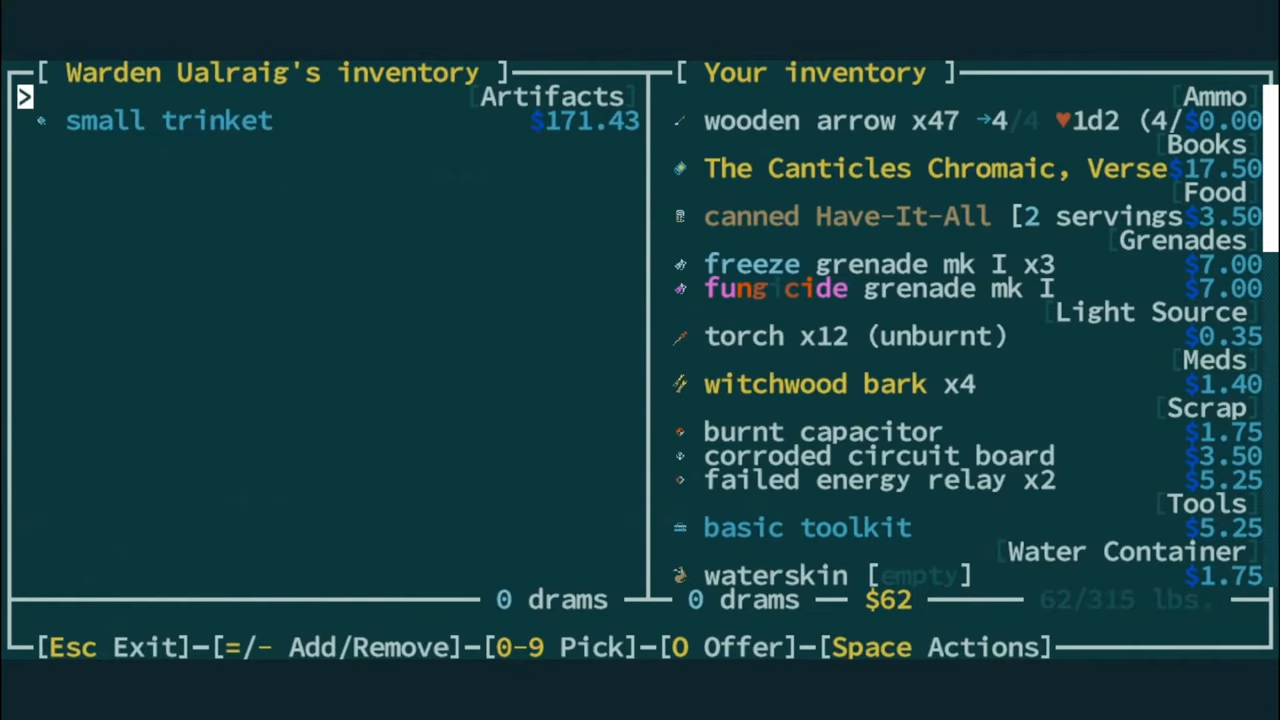 [ Warden Ualraig's inventory ]
> [Artifacts]
small trinket $171.43
0 drams
[ Your inventory ]
[Ammo]
wooden arrow x47 →4/4 ♥1d2 (4/$0.00
[Books]
The Canticles Chromaic, Verse$17.50
[Food]
canned Have-It-All [2 servings$3.50
[Grenades]
freeze grenade mk I x3 $7.00
fungicide grenade mk I $7.00
[Light Source]
torch x12 (unburnt) $0.35
[Meds]
witchwood bark x4 $1.40
[Scrap]
burnt capacitor $1.75
corroded circuit board $3.50
failed energy relay x2 $5.25
[Tools]
basic toolkit $5.25
[Water Container]
waterskin [empty] $1.75
0 drams — $62 — 62/315 lbs.
[Esc Exit]-[=/- Add/Remove]-[0-9 Pick]-[O Offer]-[Space Actions]